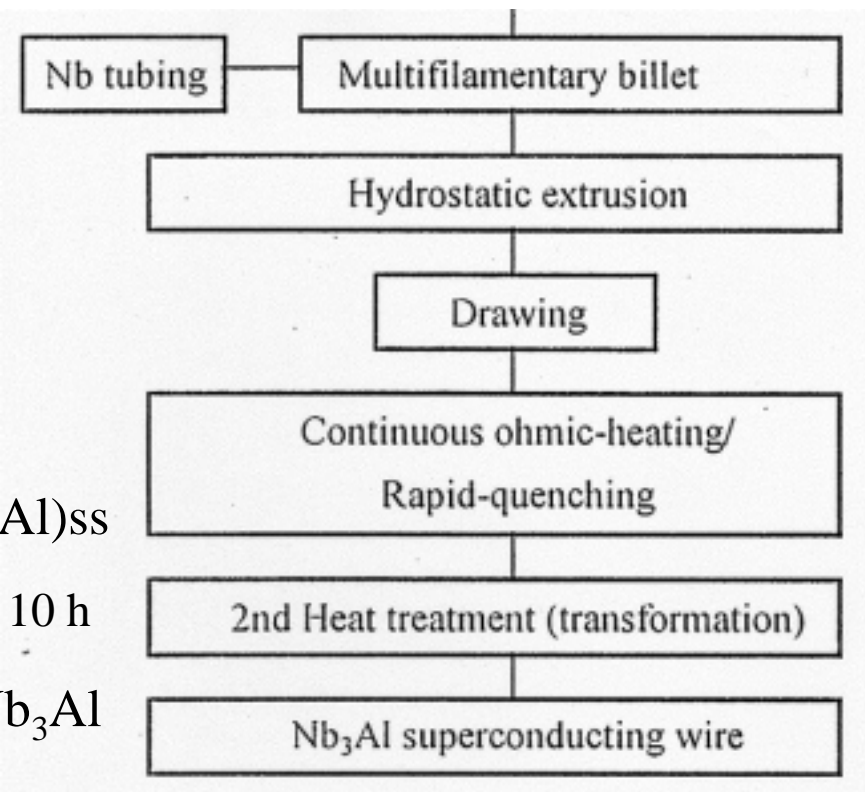 Nb tubing
Multifilamentary billet
Hydrostatic extrusion
Drawing
Continuous ohmic-heating/
Rapid-quenching
Al)ss
10 h
2nd Heat treatment (transformation)
b₃Al
Nb₃Al superconducting wire